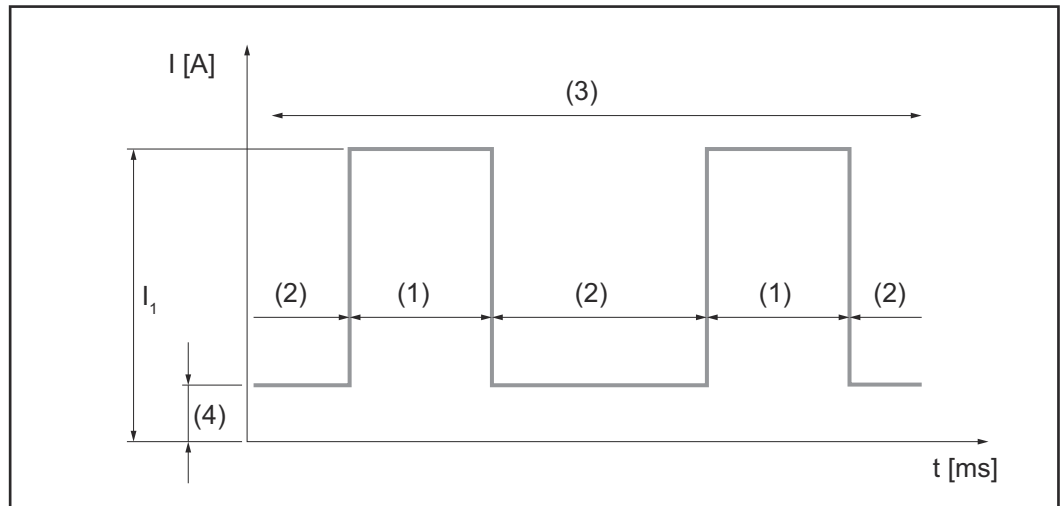 I [A]
(3)
I₁
(2)
(1)
(2)
(1)
(2)
(4)
t [ms]